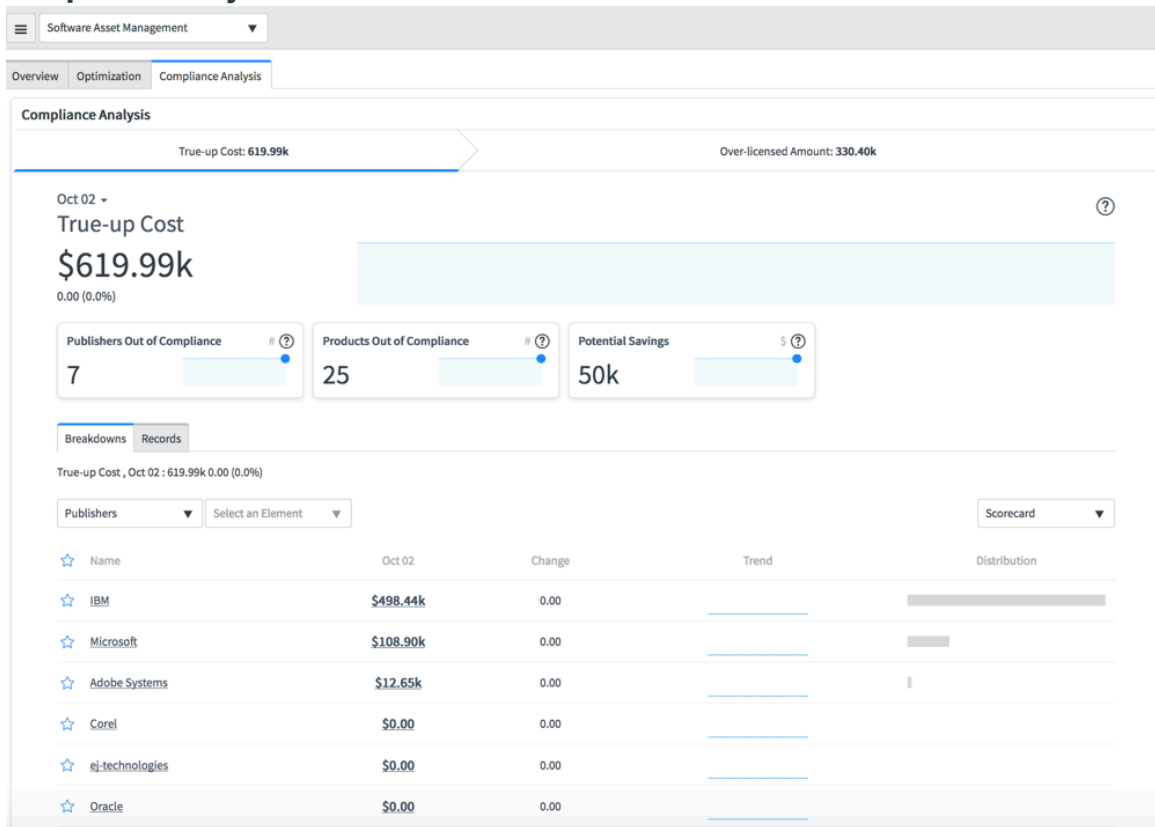 Software Asset Management
Overview Optimization Compliance Analysis
Compliance Analysis
True-up Cost: 619.99k Over-licensed Amount: 330.40k
Oct 02
True-up Cost
$619.99k
0.00 (0.0%)
Publishers Out of Compliance # ? Products Out of Compliance # ? Potential Savings $ ?
7 25 50k
Breakdowns Records
True-up Cost , Oct 02 : 619.99k 0.00 (0.0%)
Publishers Select an Element Scorecard
Name Oct 02 Change Trend Distribution
IBM $498.44k 0.00
Microsoft $108.90k 0.00
Adobe Systems $12.65k 0.00
Corel $0.00 0.00
ej-technologies $0.00 0.00
Oracle $0.00 0.00